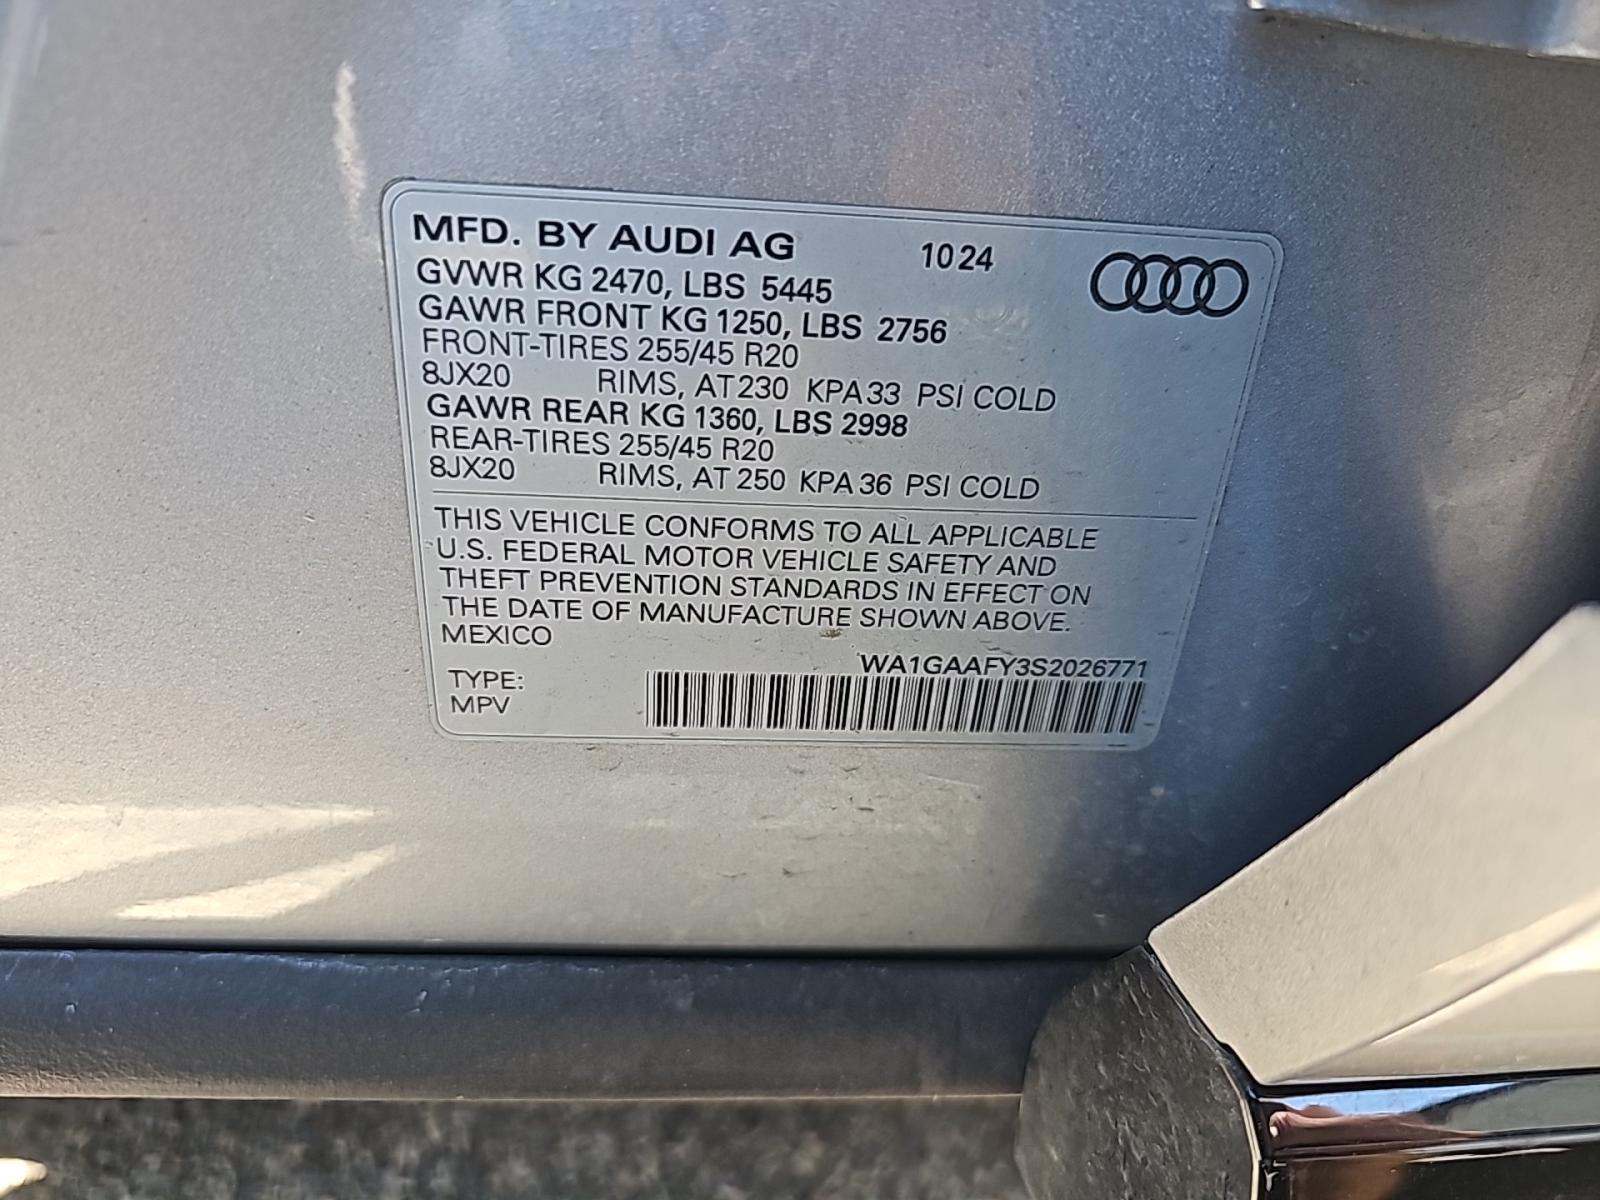 MFD. BY AUDI AG 1024
GVWR KG 2470, LBS 5445
GAWR FRONT KG 1250, LBS 2756
FRONT-TIRES 255/45 R20
8JX20 RIMS, AT 230 KPA 33 PSI COLD
GAWR REAR KG 1360, LBS 2998
REAR-TIRES 255/45 R20
8JX20 RIMS, AT 250 KPA 36 PSI COLD
THIS VEHICLE CONFORMS TO ALL APPLICABLE
U.S. FEDERAL MOTOR VEHICLE SAFETY AND
THEFT PREVENTION STANDARDS IN EFFECT ON
THE DATE OF MANUFACTURE SHOWN ABOVE.
MEXICO
WA1GAAFY3S2026771
TYPE:
MPV